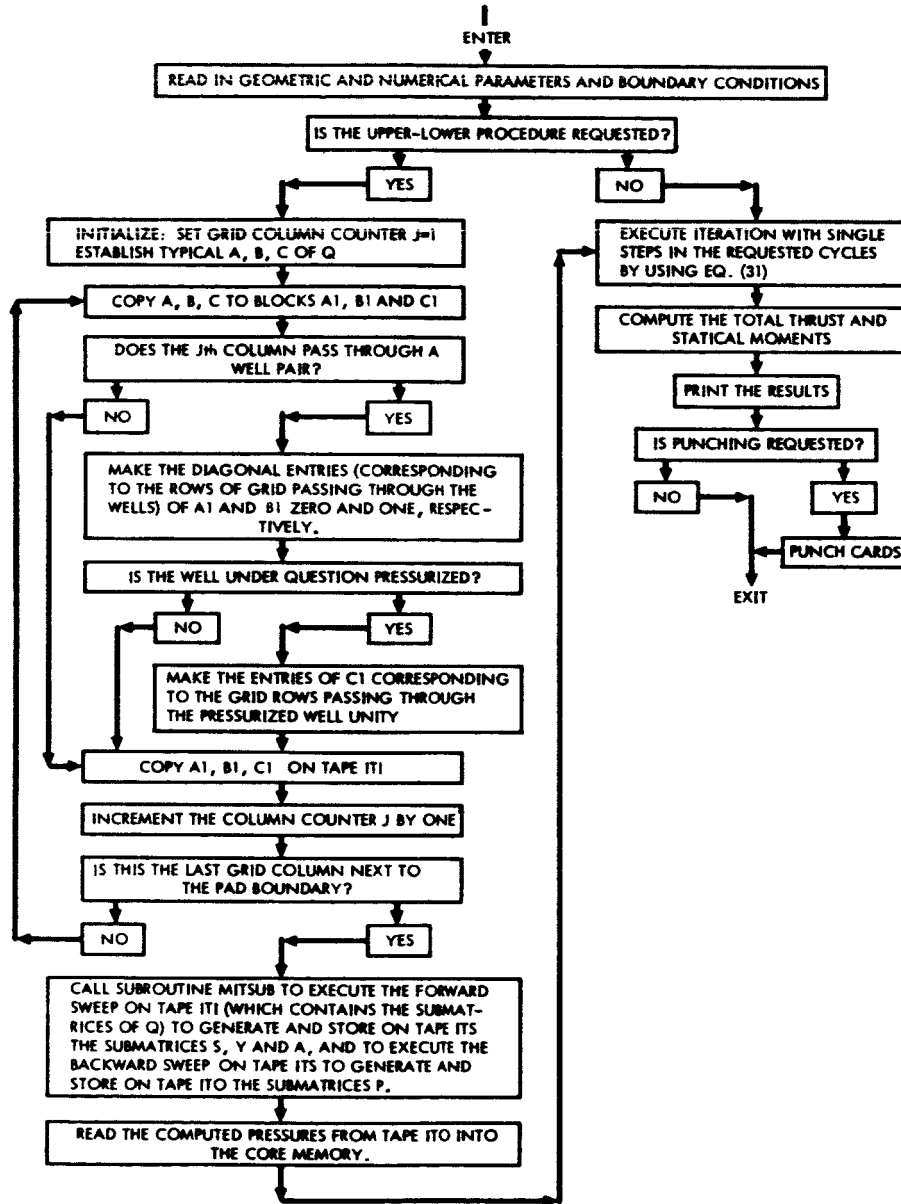 ENTER
READ IN GEOMETRIC AND NUMERICAL PARAMETERS AND BOUNDARY CONDITIONS
IS THE UPPER-LOWER PROCEDURE REQUESTED?
YES
NO
INITIALIZE: SET GRID COLUMN COUNTER J=1
ESTABLISH TYPICAL A, B, C OF Q
COPY A, B, C TO BLOCKS A1, B1 AND C1
DOES THE Jth COLUMN PASS THROUGH A
WELL PAIR?
NO
YES
MAKE THE DIAGONAL ENTRIES (CORRESPONDING
TO THE ROWS OF GRID PASSING THROUGH THE
WELLS) OF A1 AND B1 ZERO AND ONE, RESPEC-
TIVELY.
IS THE WELL UNDER QUESTION PRESSURIZED?
NO
YES
MAKE THE ENTRIES OF C1 CORRESPONDING
TO THE GRID ROWS PASSING THROUGH
THE PRESSURIZED WELL UNITY
COPY A1, B1, C1 ON TAPE IT1
INCREMENT THE COLUMN COUNTER J BY ONE
IS THIS THE LAST GRID COLUMN NEXT TO
THE PAD BOUNDARY?
NO
YES
CALL SUBROUTINE MITSUB TO EXECUTE THE FORWARD
SWEEP ON TAPE IT1 (WHICH CONTAINS THE SUBMAT-
RICES OF Q) TO GENERATE AND STORE ON TAPE ITS
THE SUBMATRICES S, Y AND A, AND TO EXECUTE THE
BACKWARD SWEEP ON TAPE ITS TO GENERATE AND
STORE ON TAPE ITO THE SUBMATRICES P.
READ THE COMPUTED PRESSURES FROM TAPE ITO INTO
THE CORE MEMORY.
EXECUTE ITERATION WITH SINGLE
STEPS IN THE REQUESTED CYCLES
BY USING EQ. (31)
COMPUTE THE TOTAL THRUST AND
STATICAL MOMENTS
PRINT THE RESULTS
IS PUNCHING REQUESTED?
NO
YES
PUNCH CARDS
EXIT